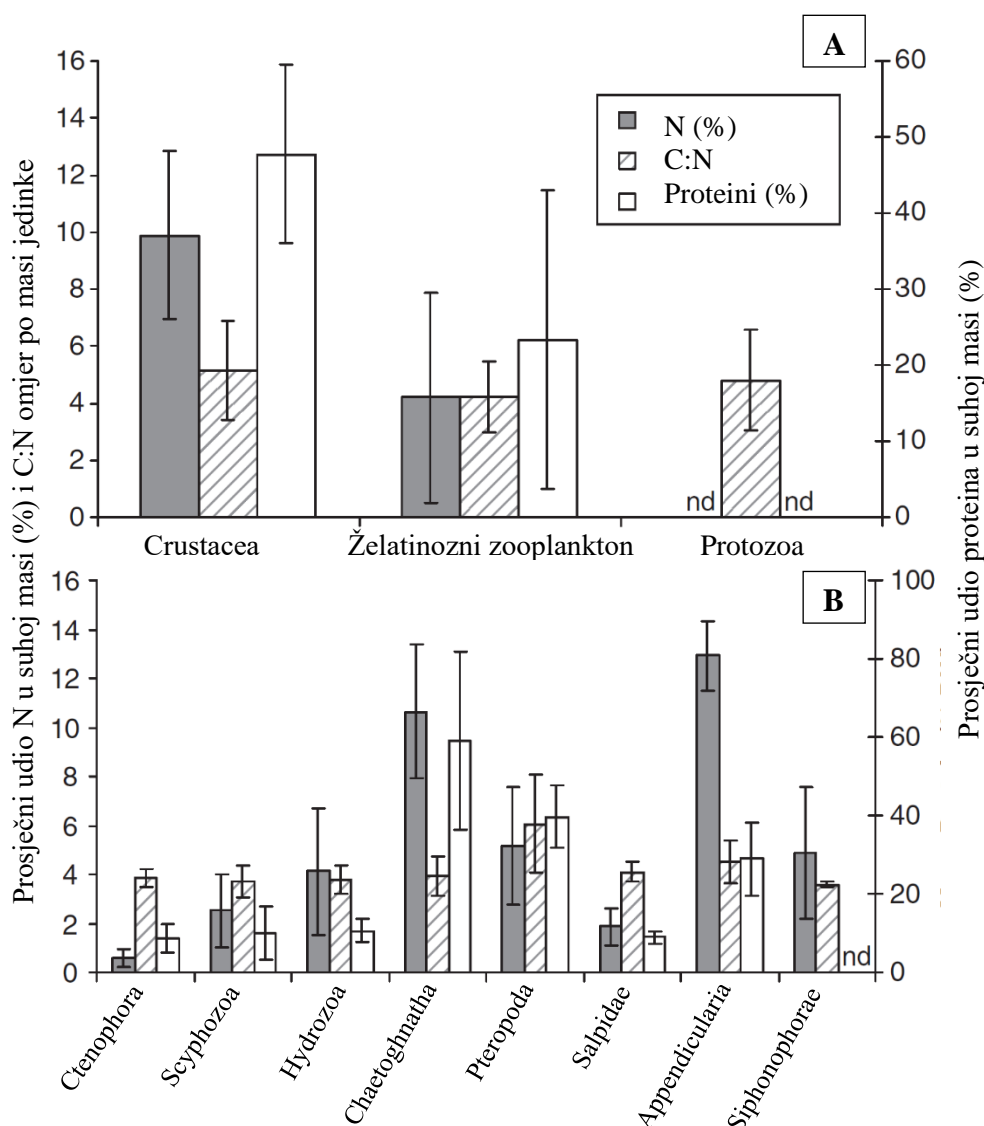 A
16
14
12
10
8
6
4
2
0
60
50
40
30
20
10
0
N (%)
C:N
Proteini (%)
nd
nd
Crustacea
Želatinozni zooplankton
Protozoa
Prosječni udio N u suhoj masi (%) i C:N omjer po masi jedinke
Prosječni udio proteina u suhoj masi (%)
B
16
14
12
10
8
6
4
2
0
100
80
60
40
20
0
nd
Ctenophora
Scyphozoa
Hydrozoa
Chaetoghnatha
Pteropoda
Salpidae
Appendicularia
Siphonophorae